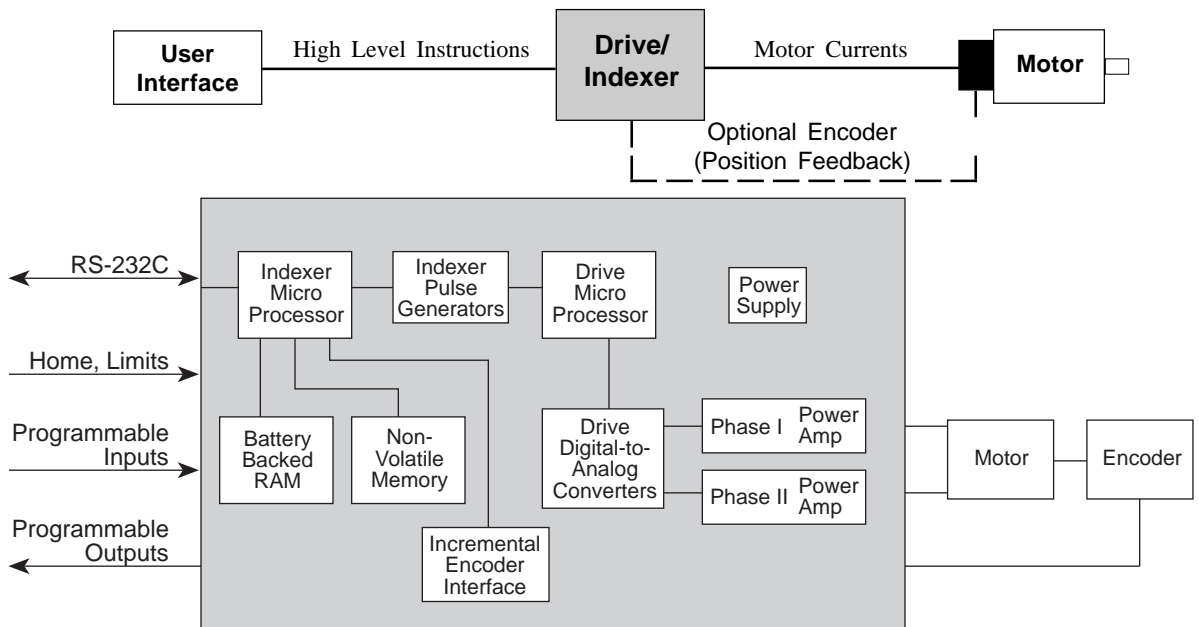 User
Interface
High Level Instructions
Drive/
Indexer
Motor Currents
Motor
Optional Encoder
(Position Feedback)
RS-232C
Home, Limits
Programmable
Inputs
Programmable
Outputs
Indexer
Micro
Processor
Indexer
Pulse
Generators
Drive
Micro
Processor
Power
Supply
Battery
Backed
RAM
Non-
Volatile
Memory
Incremental
Encoder
Interface
Drive
Digital-to-
Analog
Converters
Phase I Power
Amp
Phase II Power
Amp
Motor
Encoder